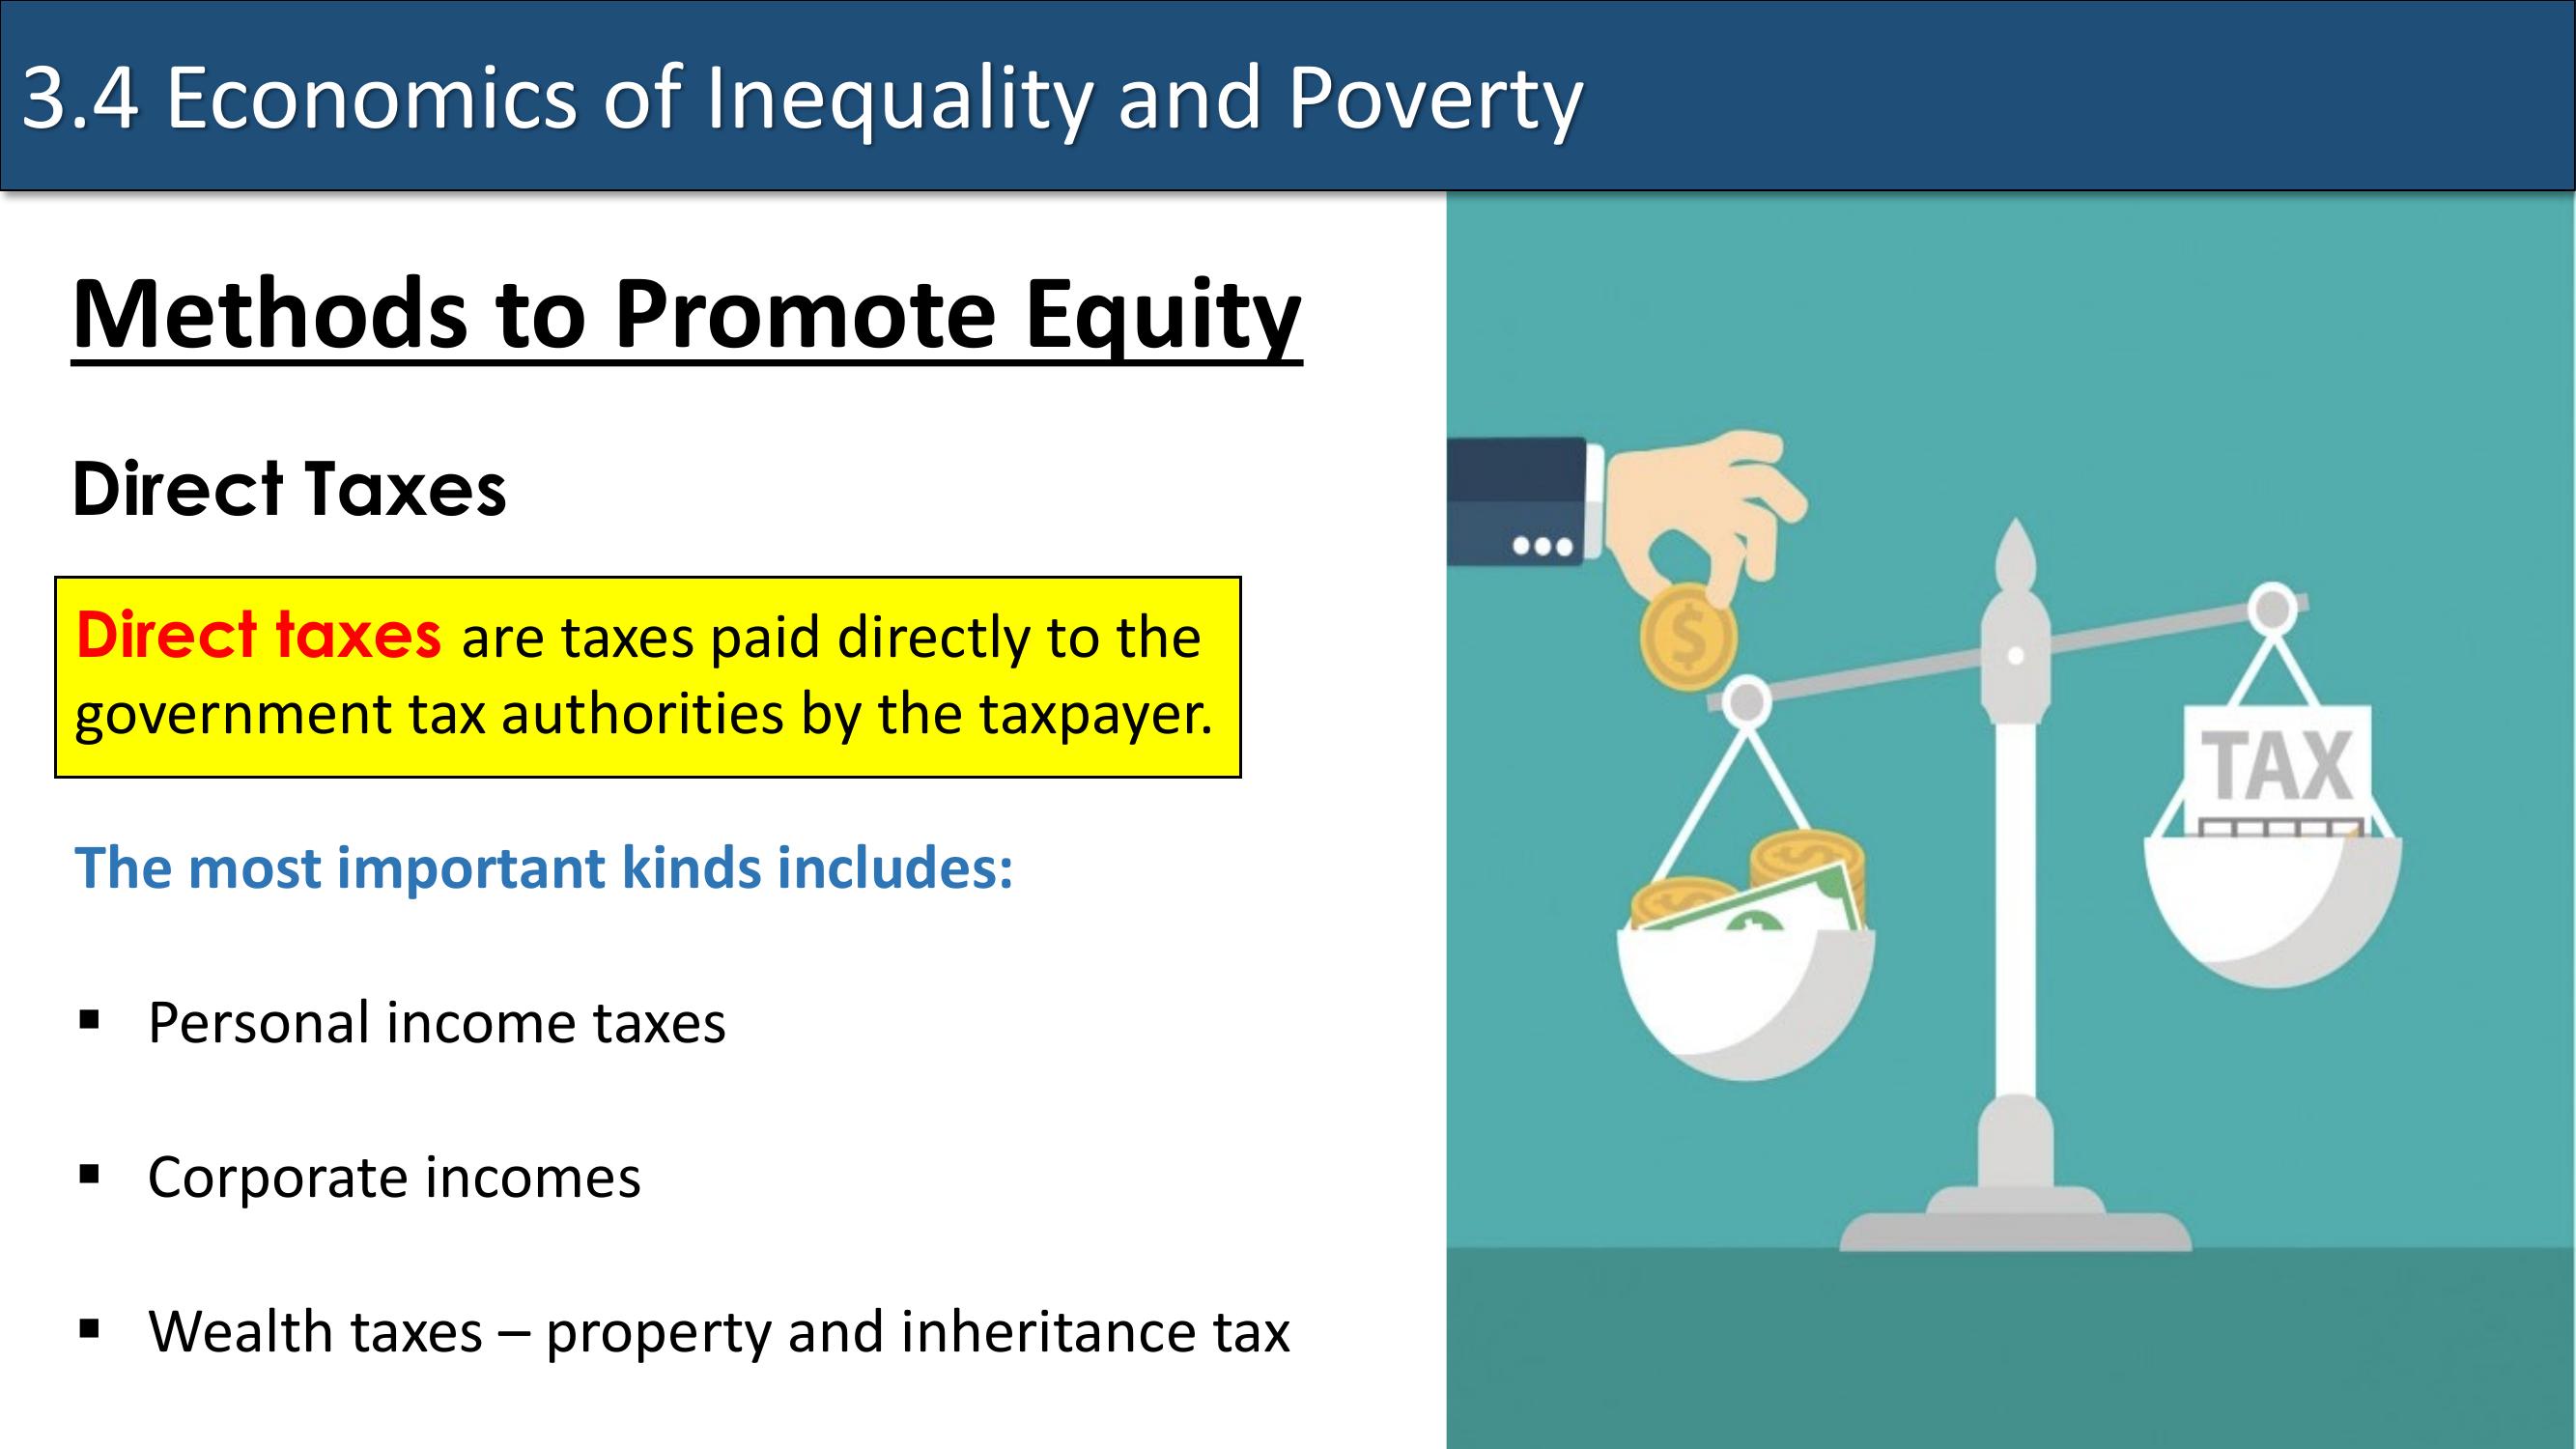 3.4 Economics of Inequality and Poverty
Methods to Promote Equity
Direct Taxes
Direct taxes are taxes paid directly to the
government tax authorities by the taxpayer.
The most important kinds includes:
▪ Personal income taxes
▪ Corporate incomes
▪ Wealth taxes – property and inheritance tax
$
TAX